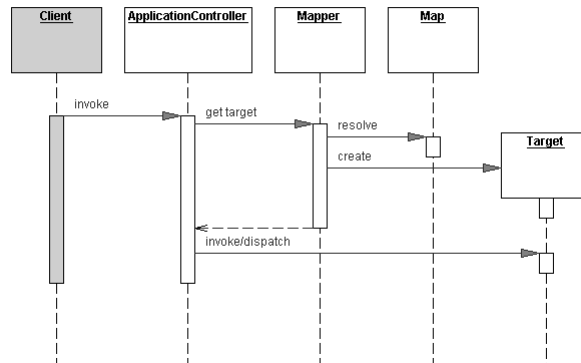 Client
ApplicationController
Mapper
Map
invoke
get target
resolve
Target
create
invoke/dispatch